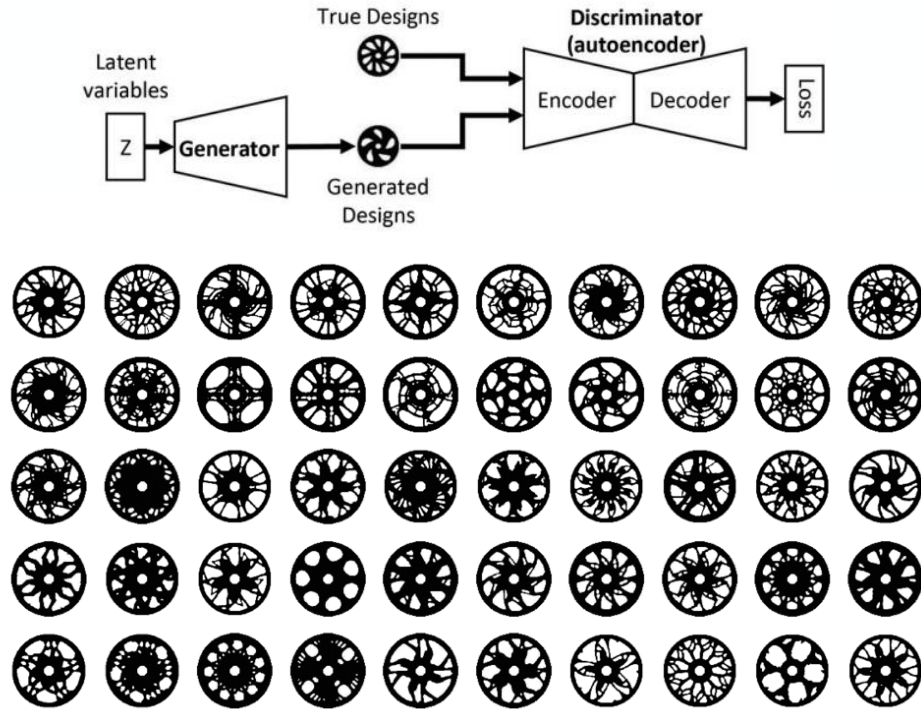 True Designs
Discriminator
(autoencoder)
Latent
variables
Encoder
Decoder
Loss
Z
Generator
Generated
Designs